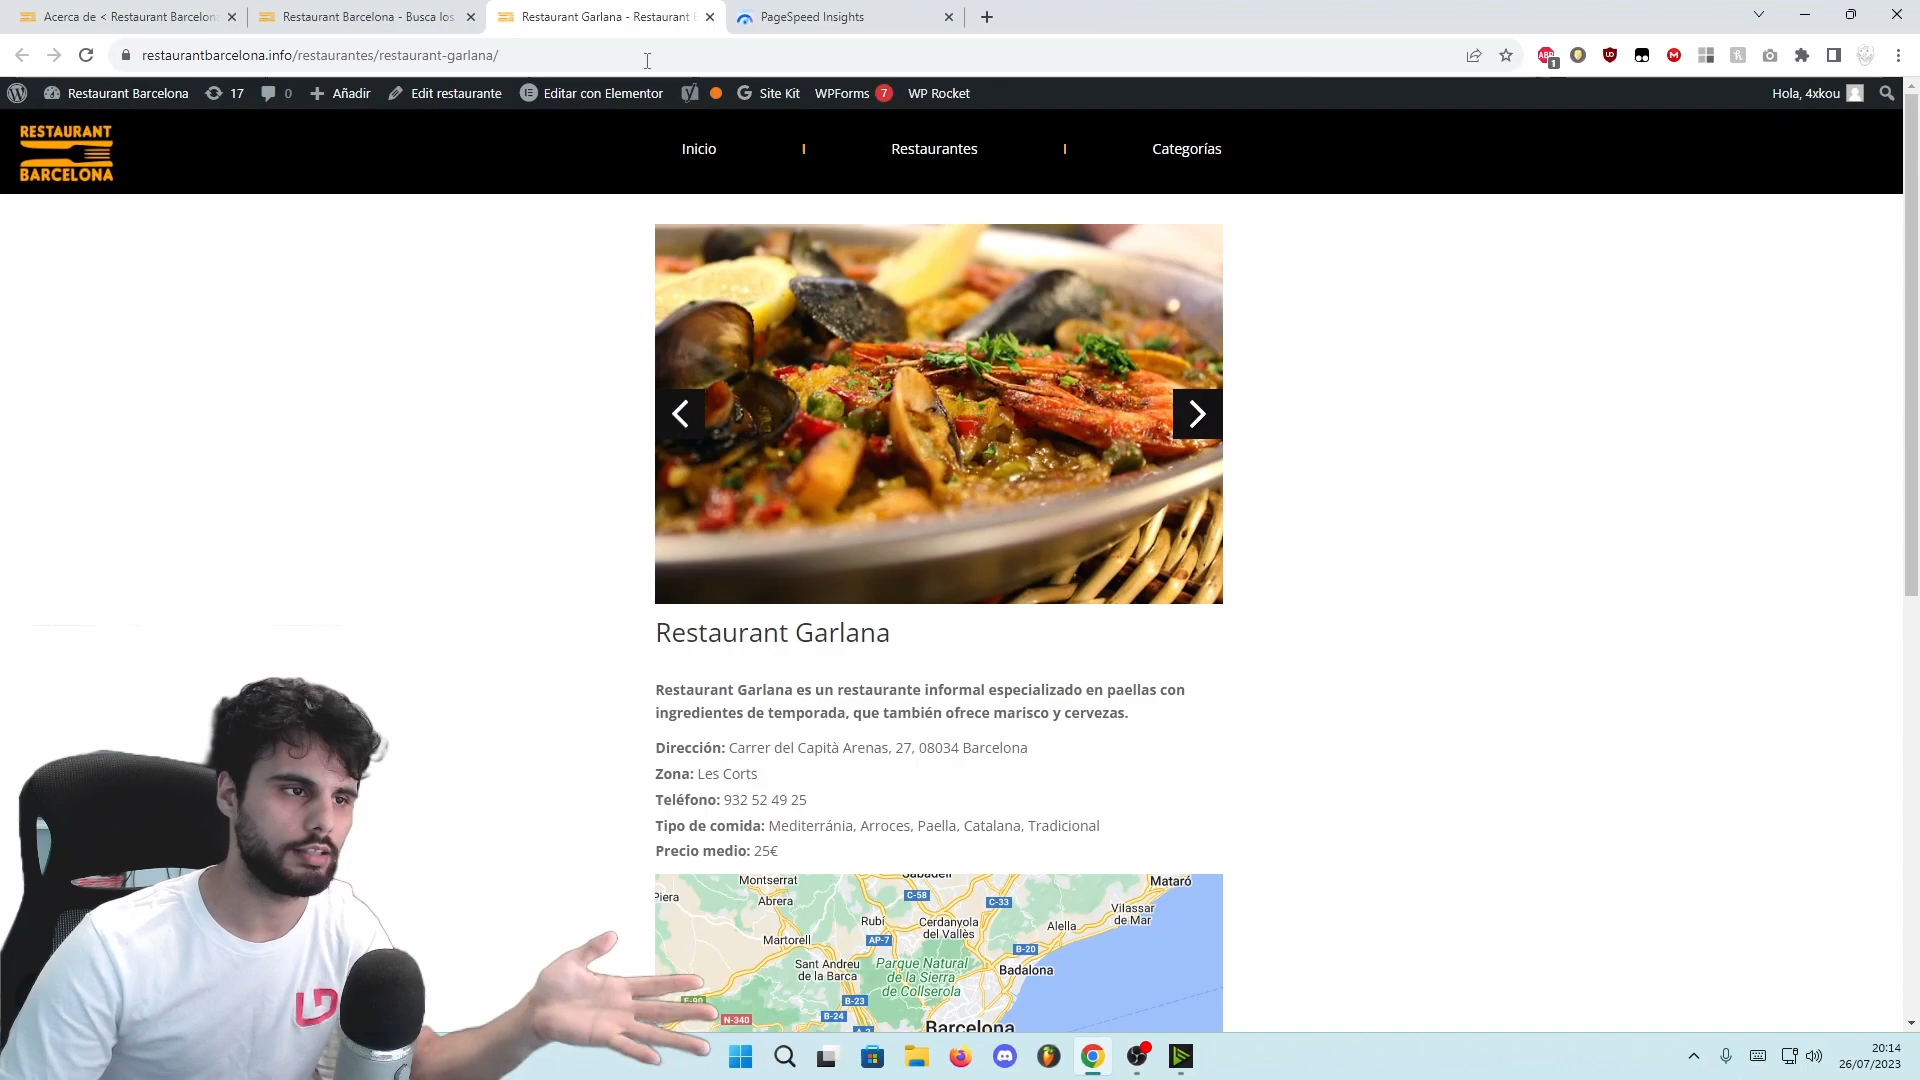 Acerca de < Restaurant Barcelon
Restaurant Barcelona - Busca los
Restaurant Garlana - Restaurant
PageSpeed Insights
restaurantbarcelona.info/restaurantes/restaurant-garlana/
ABP
1
Restaurant Barcelona
17
0
Añadir
Edit restaurante
Editar con Elementor
Site Kit
WPForms 7
WP Rocket
Hola, 4xkou
RESTAURANT
BARCELONA
Inicio
Restaurantes
Categorías
Restaurant Garlana
Restaurant Garlana es un restaurante informal especializado en paellas con
ingredientes de temporada, que también ofrece marisco y cervezas.
Dirección: Carrer del Capità Arenas, 27, 08034 Barcelona
Zona: Les Corts
Teléfono: 932 52 49 25
Tipo de comida: Mediterránia, Arroces, Paella, Catalana, Tradicional
Precio medio: 25€
Sabadell
Montserrat
Mataró
Piera
Abrera
C-58
C-33
Vilassar
de Mar
Rubí
Cerdanyola
del Vallès
Alella
Martorell
AP-7
B-20
Sant Andreu
de la Barca
Parque Natural
de la Sierra
de Collserola
Badalona
E-90
B-23
N-340
B-24
Barcelona
20:14
26/07/2023